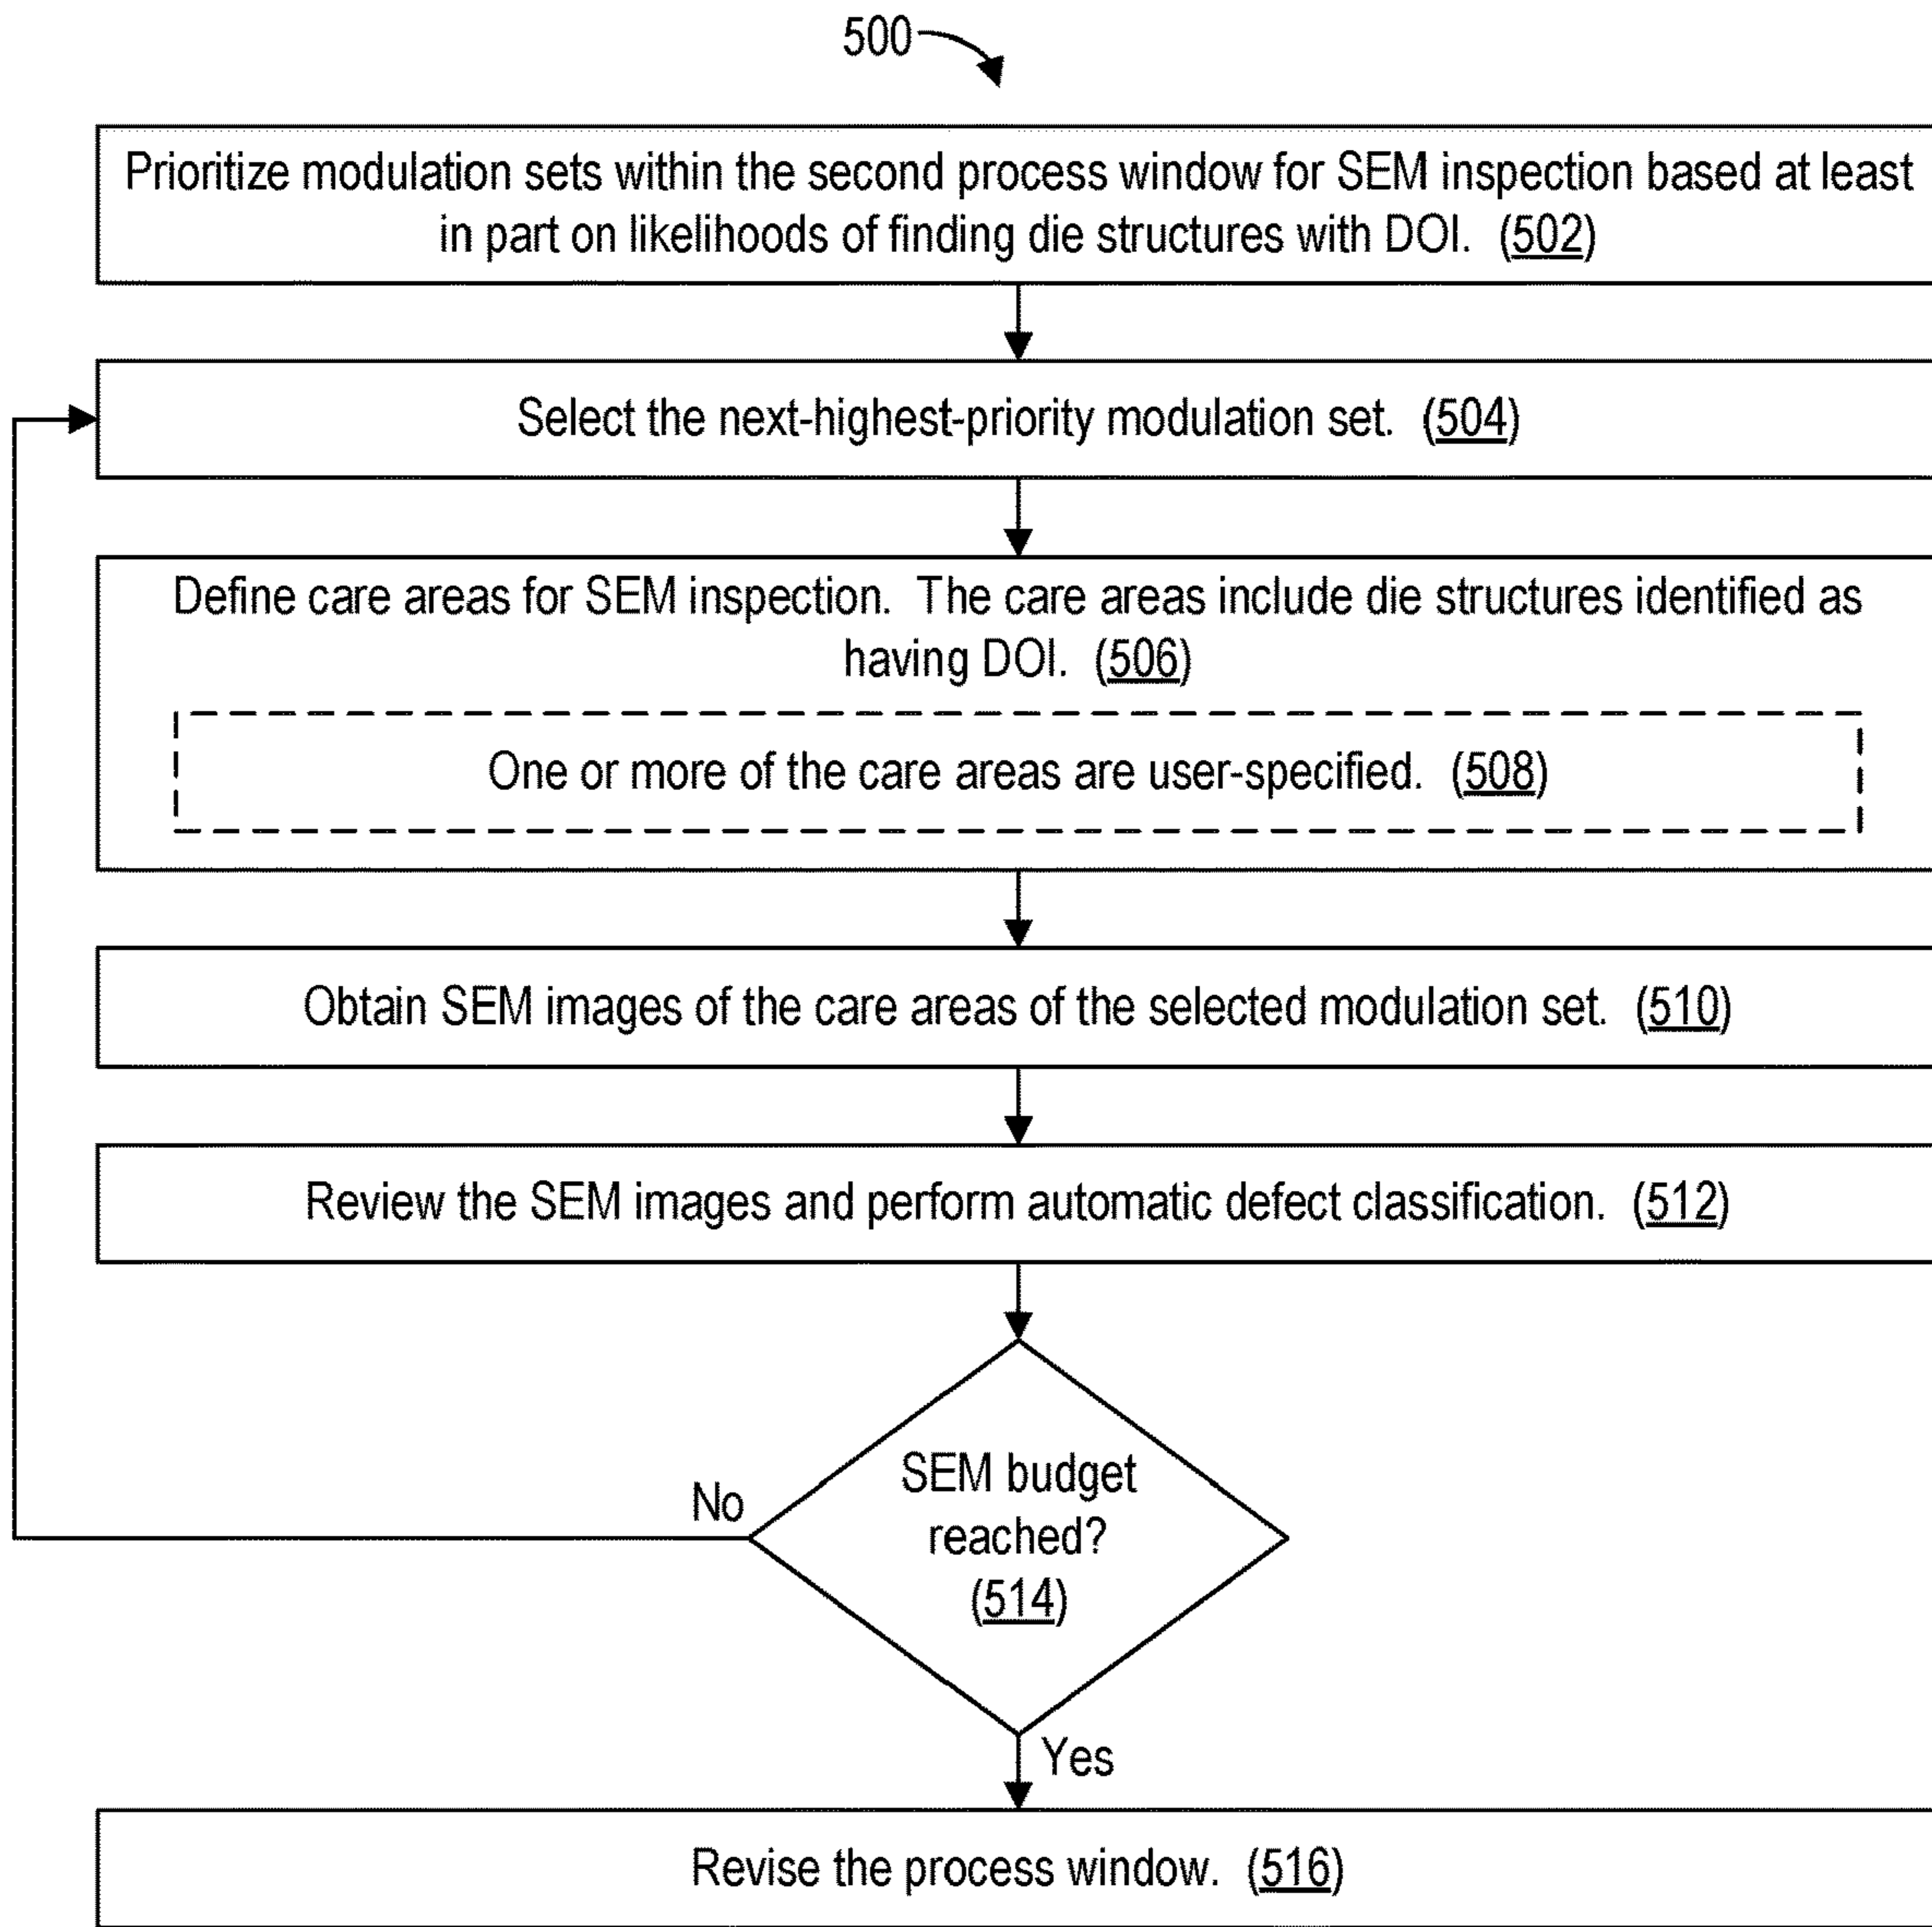 500
Prioritize modulation sets within the second process window for SEM inspection based at least
in part on likelihoods of finding die structures with DOI. (502)
Select the next-highest-priority modulation set. (504)
Define care areas for SEM inspection. The care areas include die structures identified as
having DOI. (506)
One or more of the care areas are user-specified. (508)
Obtain SEM images of the care areas of the selected modulation set. (510)
Review the SEM images and perform automatic defect classification. (512)
SEM budget
reached?
(514)
No
Yes
Revise the process window. (516)